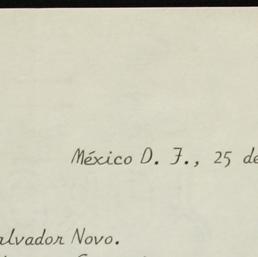 México D. F., 25 de
alvador Novo.